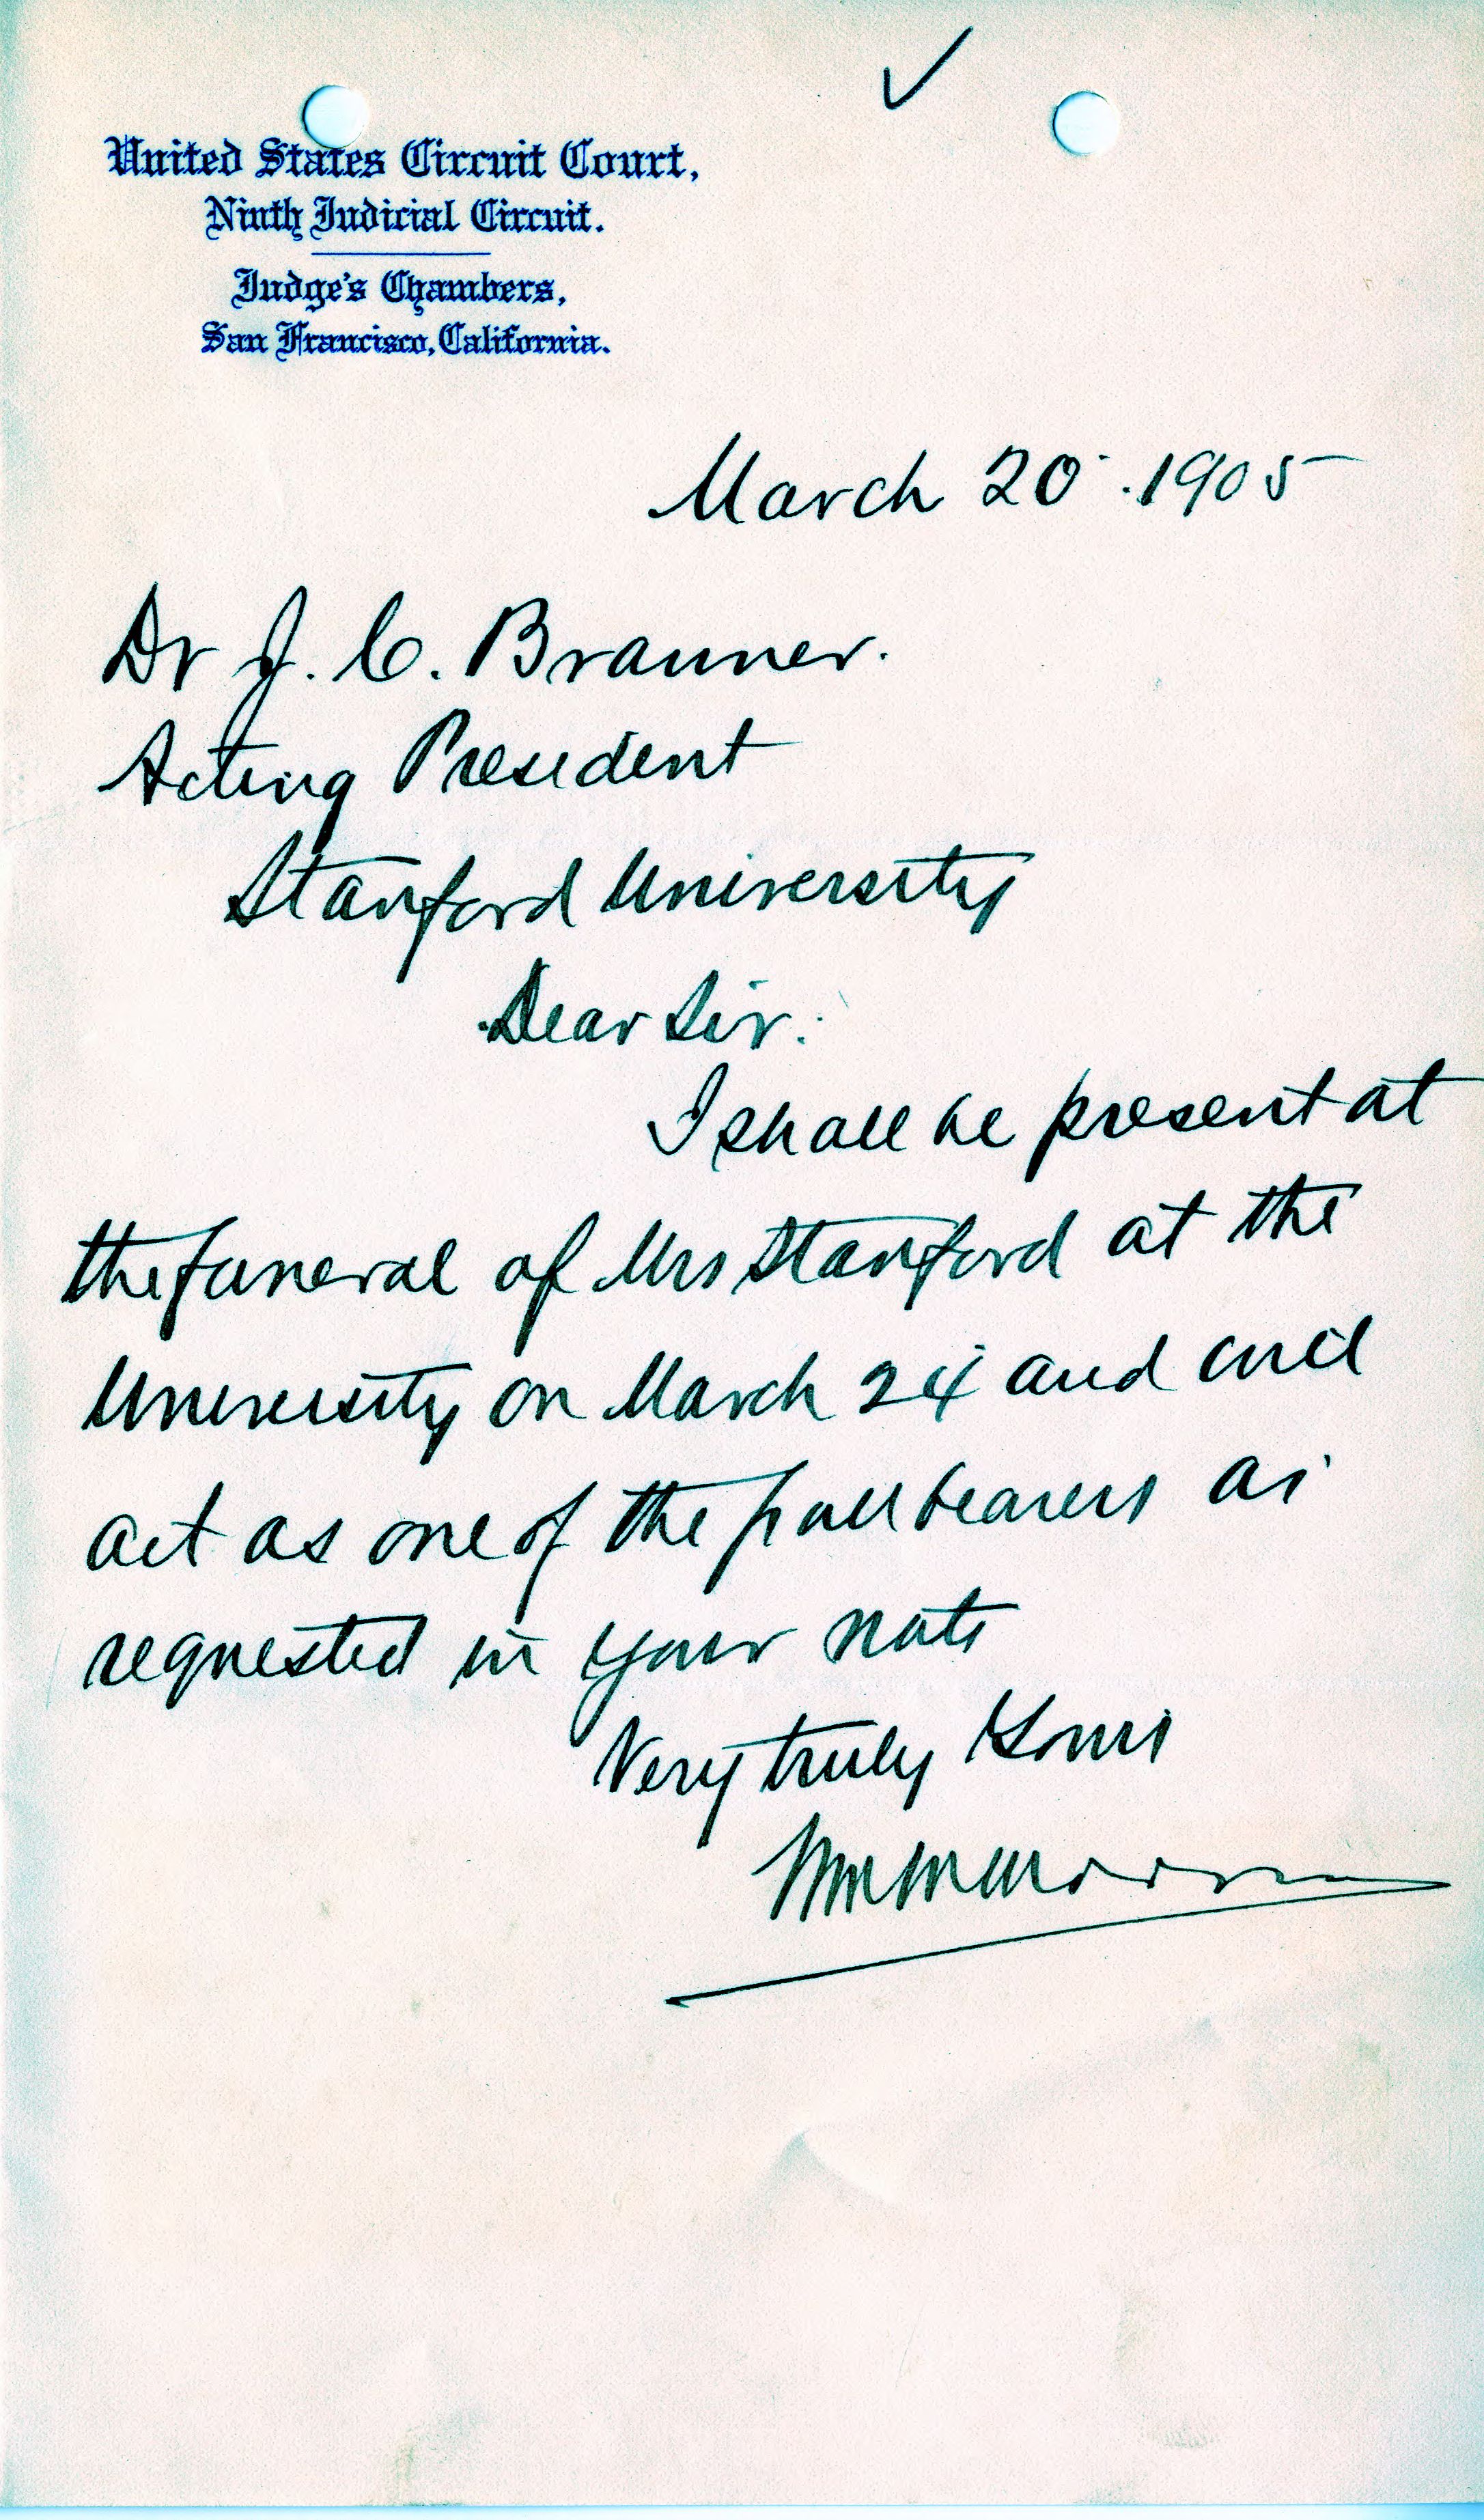 United States Circuit Court,
Ninth Judicial Circuit.
Judge's Chambers,
San Francisco, California.
March 20. 1905
Dr J. C. Branner.
Acting President
Stanford University
Dear Sir:
I shall be present at
the funeral of Mrs Stanford at the
University on March 24 and will
act as one of the pall bearers as
requested in your note
Very truly Yours
Wm W Morrow